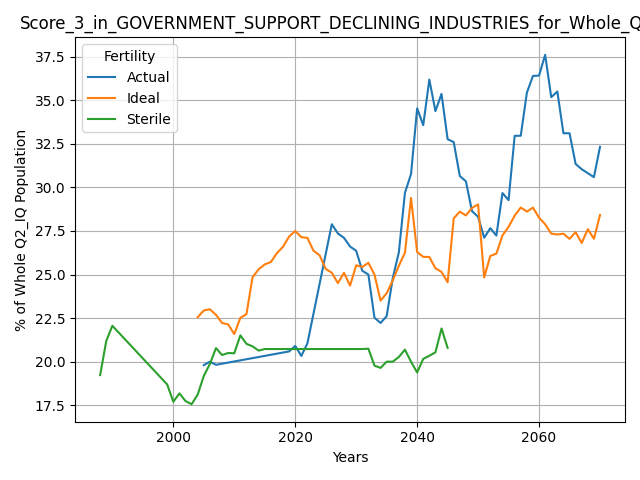 Score_3_in_GOVERNMENT_SUPPORT_DECLINING_INDUSTRIES_for_Whole_Q
Fertility
Actual
Ideal
Sterile
% of Whole Q2_IQ Population
37.5
35.0
32.5
30.0
27.5
25.0
22.5
20.0
17.5
2000 2020 2040 2060
Years